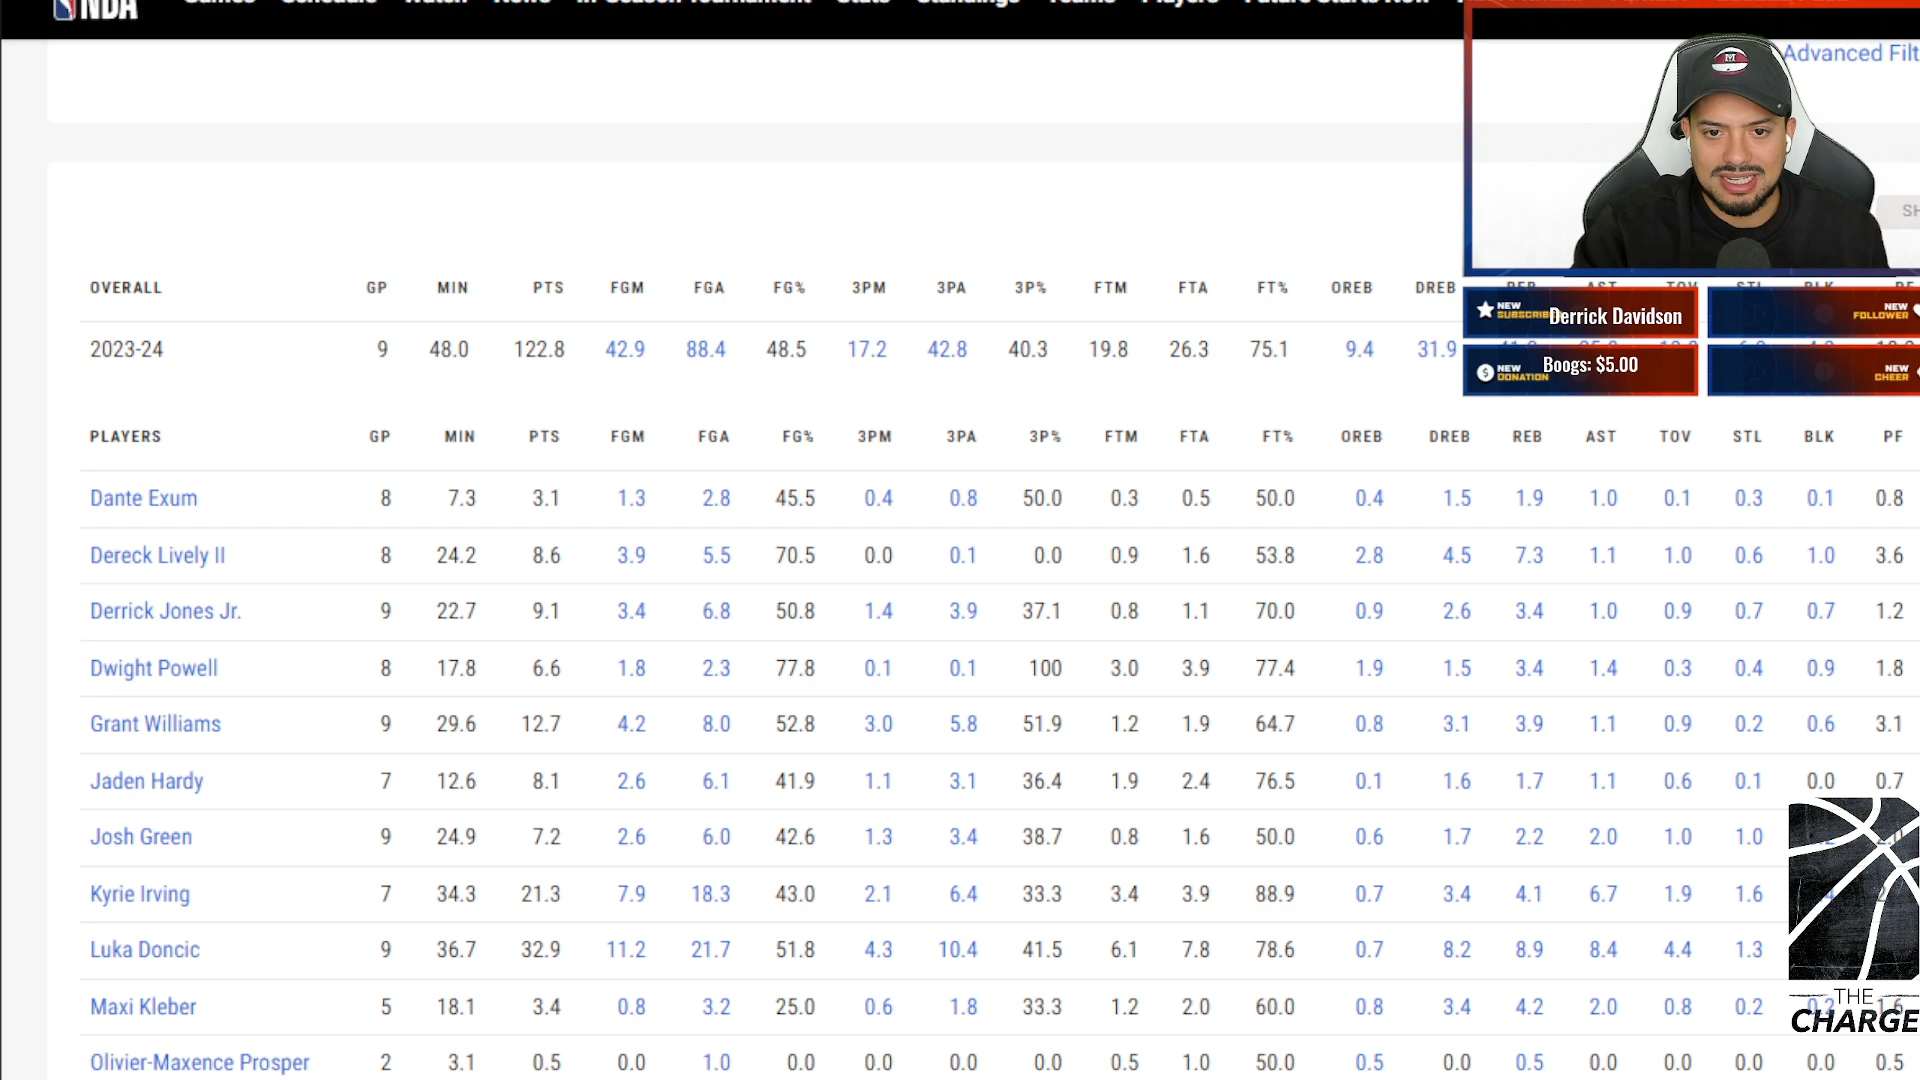 NBA Games Schedule Watch News In-Season Tournament Stats Standings Teams Players Future Starts Now
Advanced Filt
SH
OVERALL GP MIN PTS FGM FGA FG% 3PM 3PA 3P% FTM FTA FT% OREB DREB REB AST TOV STL BLK PF
NEW SUBSCRIBE Derrick Davidson NEW FOLLOWER
2023-24 9 48.0 122.8 42.9 88.4 48.5 17.2 42.8 40.3 19.8 26.3 75.1 9.4 31.9
NEW DONATION Boogs: $5.00 NEW CHEER
PLAYERS GP MIN PTS FGM FGA FG% 3PM 3PA 3P% FTM FTA FT% OREB DREB REB AST TOV STL BLK PF
Dante Exum 8 7.3 3.1 1.3 2.8 45.5 0.4 0.8 50.0 0.3 0.5 50.0 0.4 1.5 1.9 1.0 0.1 0.3 0.1 0.8
Dereck Lively II 8 24.2 8.6 3.9 5.5 70.5 0.0 0.1 0.0 0.9 1.6 53.8 2.8 4.5 7.3 1.1 1.0 0.6 1.0 3.6
Derrick Jones Jr. 9 22.7 9.1 3.4 6.8 50.8 1.4 3.9 37.1 0.8 1.1 70.0 0.9 2.6 3.4 1.0 0.9 0.7 0.7 1.2
Dwight Powell 8 17.8 6.6 1.8 2.3 77.8 0.1 0.1 100 3.0 3.9 77.4 1.9 1.5 3.4 1.4 0.3 0.4 0.9 1.8
Grant Williams 9 29.6 12.7 4.2 8.0 52.8 3.0 5.8 51.9 1.2 1.9 64.7 0.8 3.1 3.9 1.1 0.9 0.2 0.6 3.1
Jaden Hardy 7 12.6 8.1 2.6 6.1 41.9 1.1 3.1 36.4 1.9 2.4 76.5 0.1 1.6 1.7 1.1 0.6 0.1 0.0 0.7
Josh Green 9 24.9 7.2 2.6 6.0 42.6 1.3 3.4 38.7 0.8 1.6 50.0 0.6 1.7 2.2 2.0 1.0 1.0
Kyrie Irving 7 34.3 21.3 7.9 18.3 43.0 2.1 6.4 33.3 3.4 3.9 88.9 0.7 3.4 4.1 6.7 1.9 1.6
Luka Doncic 9 36.7 32.9 11.2 21.7 51.8 4.3 10.4 41.5 6.1 7.8 78.6 0.7 8.2 8.9 8.4 4.4 1.3
Maxi Kleber 5 18.1 3.4 0.8 3.2 25.0 0.6 1.8 33.3 1.2 2.0 60.0 0.8 3.4 4.2 2.0 0.8 0.2 0.2 1.6
THE
CHARGE
Olivier-Maxence Prosper 2 3.1 0.5 0.0 1.0 0.0 0.0 0.0 0.0 0.5 1.0 50.0 0.5 0.0 0.5 0.0 0.0 0.0 0.0 0.5